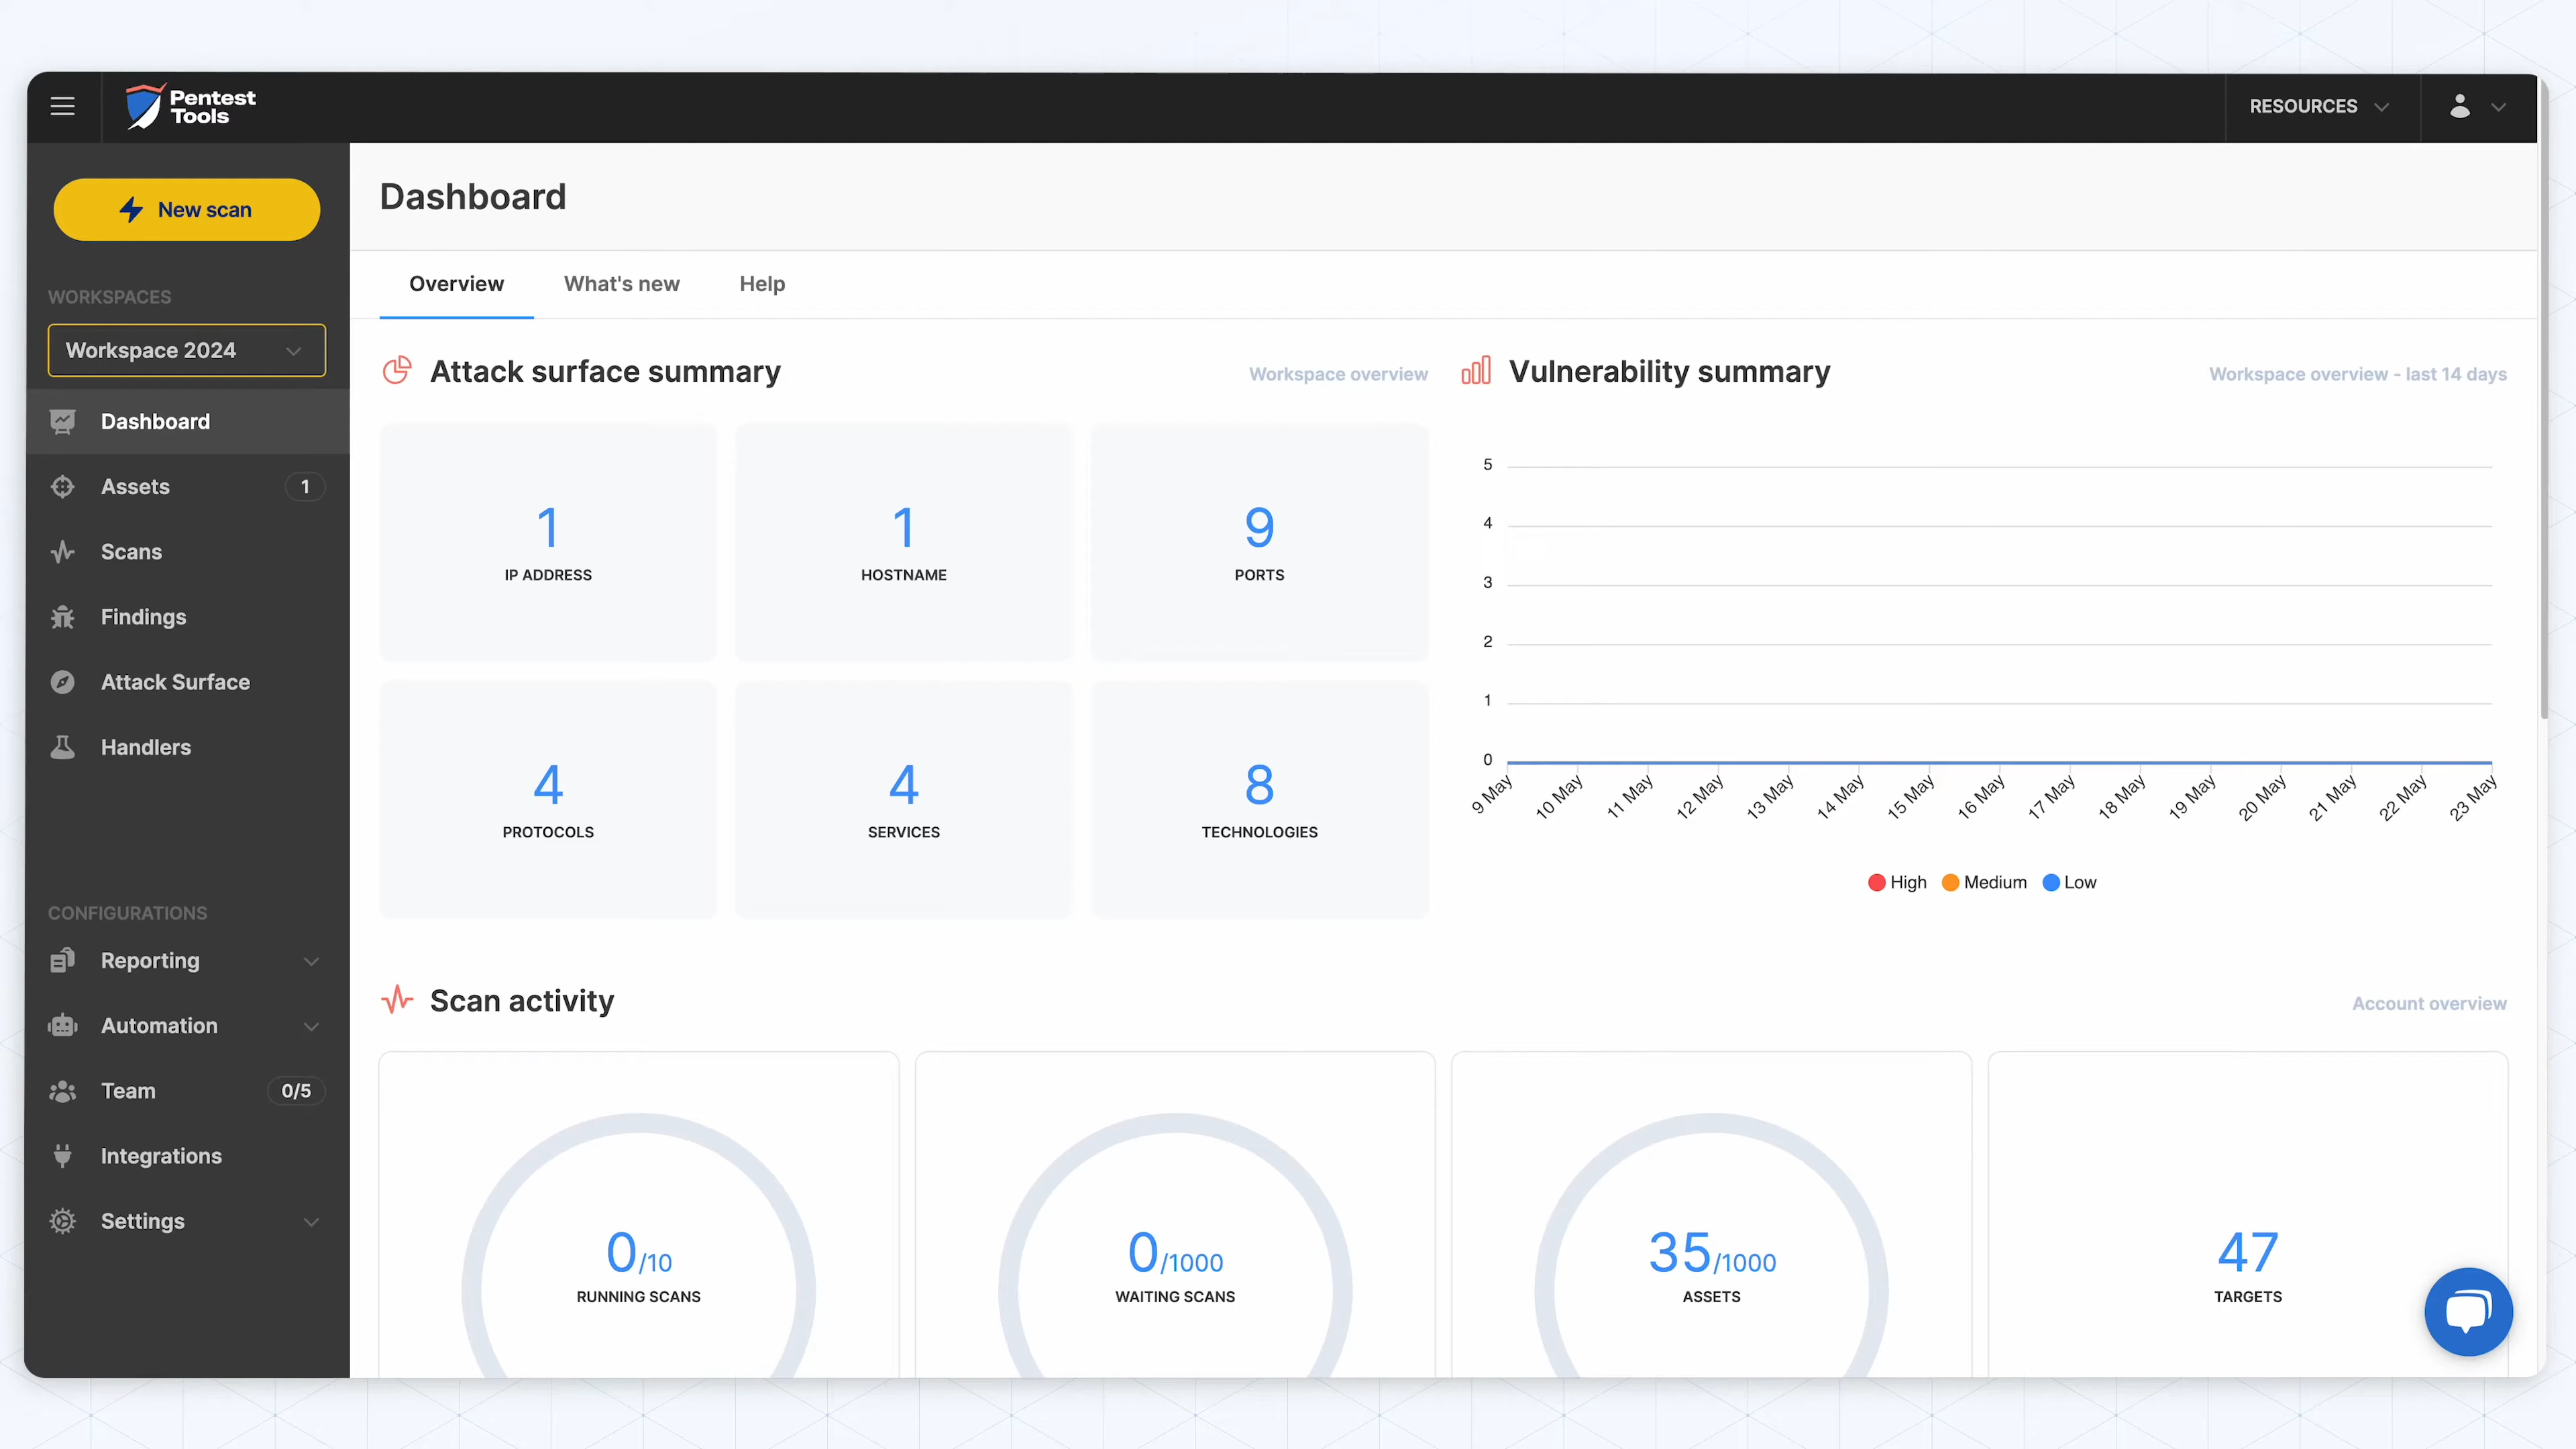 Pentest
Tools
RESOURCES
New scan
WORKSPACES
Workspace 2024
Dashboard
Assets 1
Scans
Findings
Attack Surface
Handlers
CONFIGURATIONS
Reporting
Automation
Team 0/5
Integrations
Settings
Dashboard
Overview What's new Help
Attack surface summary Workspace overview
1
IP ADDRESS
1
HOSTNAME
9
PORTS
4
PROTOCOLS
4
SERVICES
8
TECHNOLOGIES
Vulnerability summary Workspace overview - last 14 days
5
4
3
2
1
0
9 May 10 May 11 May 12 May 13 May 14 May 15 May 16 May 17 May 18 May 19 May 20 May 21 May 22 May 23 May
High Medium Low
Scan activity Account overview
0/10
RUNNING SCANS
0/1000
WAITING SCANS
35/1000
ASSETS
47
TARGETS